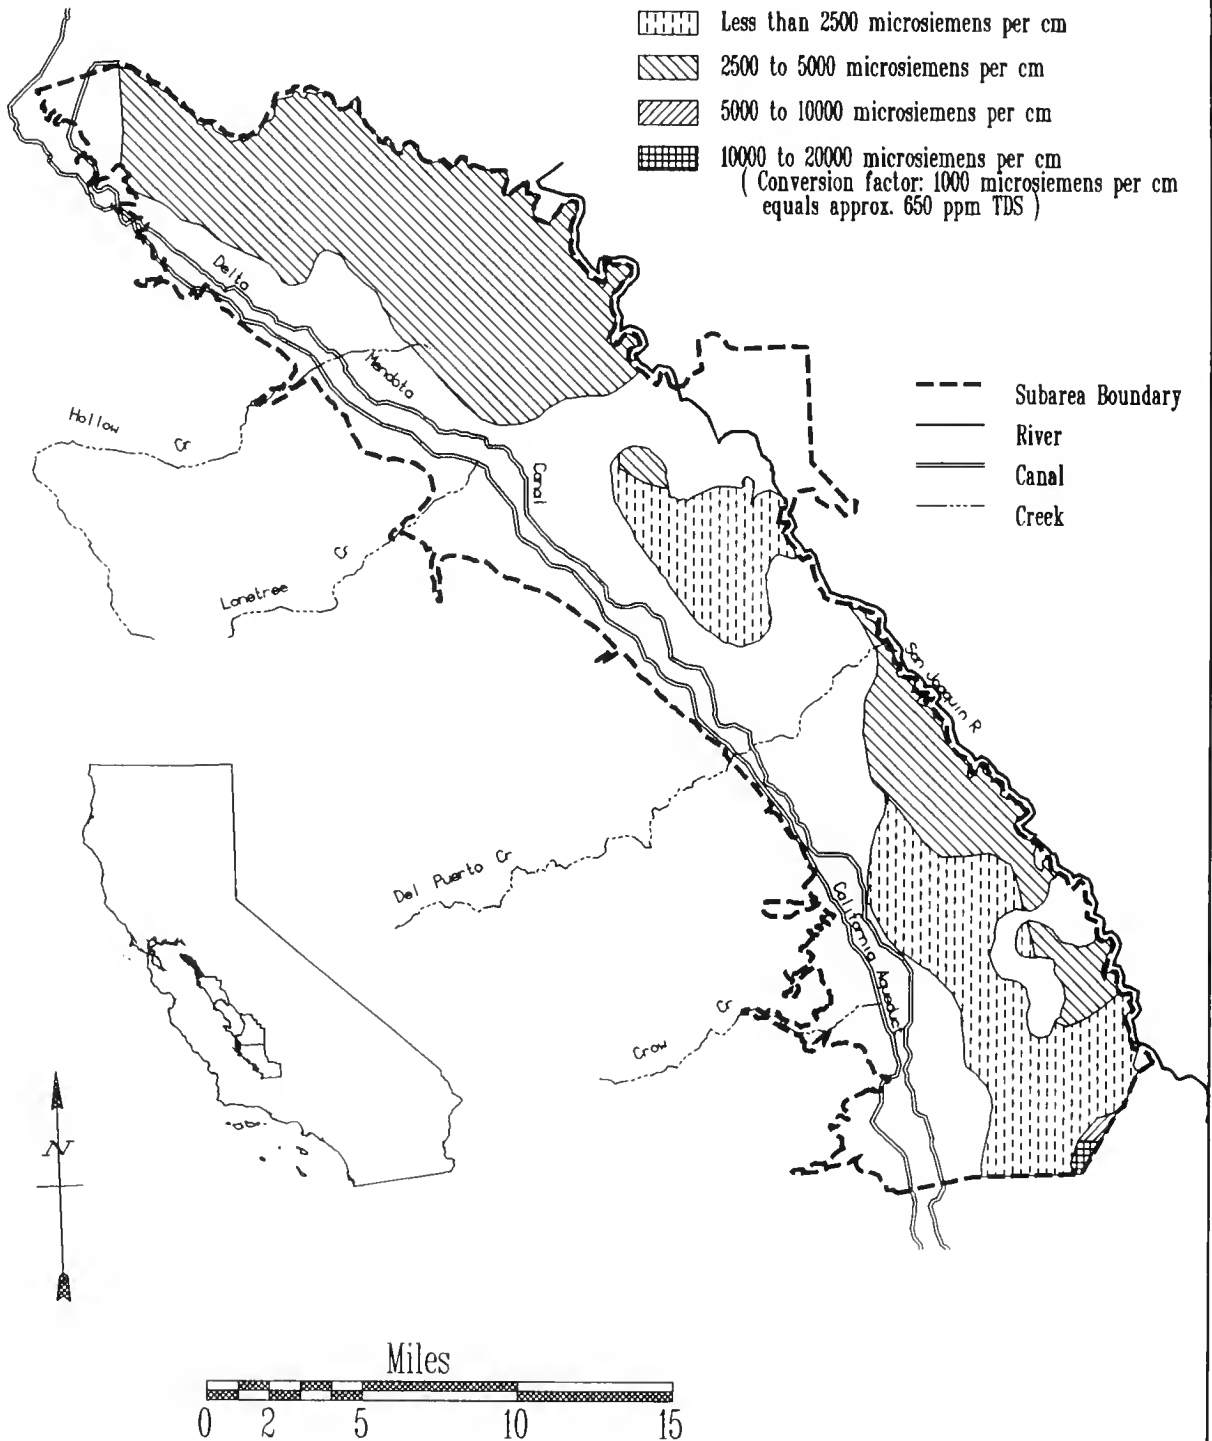 Less than 2500 microsiemens per cm
2500 to 5000 microsiemens per cm
5000 to 10000 microsiemens per cm
10000 to 20000 microsiemens per cm
( Conversion factor: 1000 microsiemens per cm
equals approx. 650 ppm TDS )
Subarea Boundary
River
Canal
Creek
Delta
Mendota
Canal
Hollow Cr
Lonetree Cr
San Joaquin R
Del Puerto Cr
California Aqueduct
Crow Cr
N
Miles
0 2 5 10 15